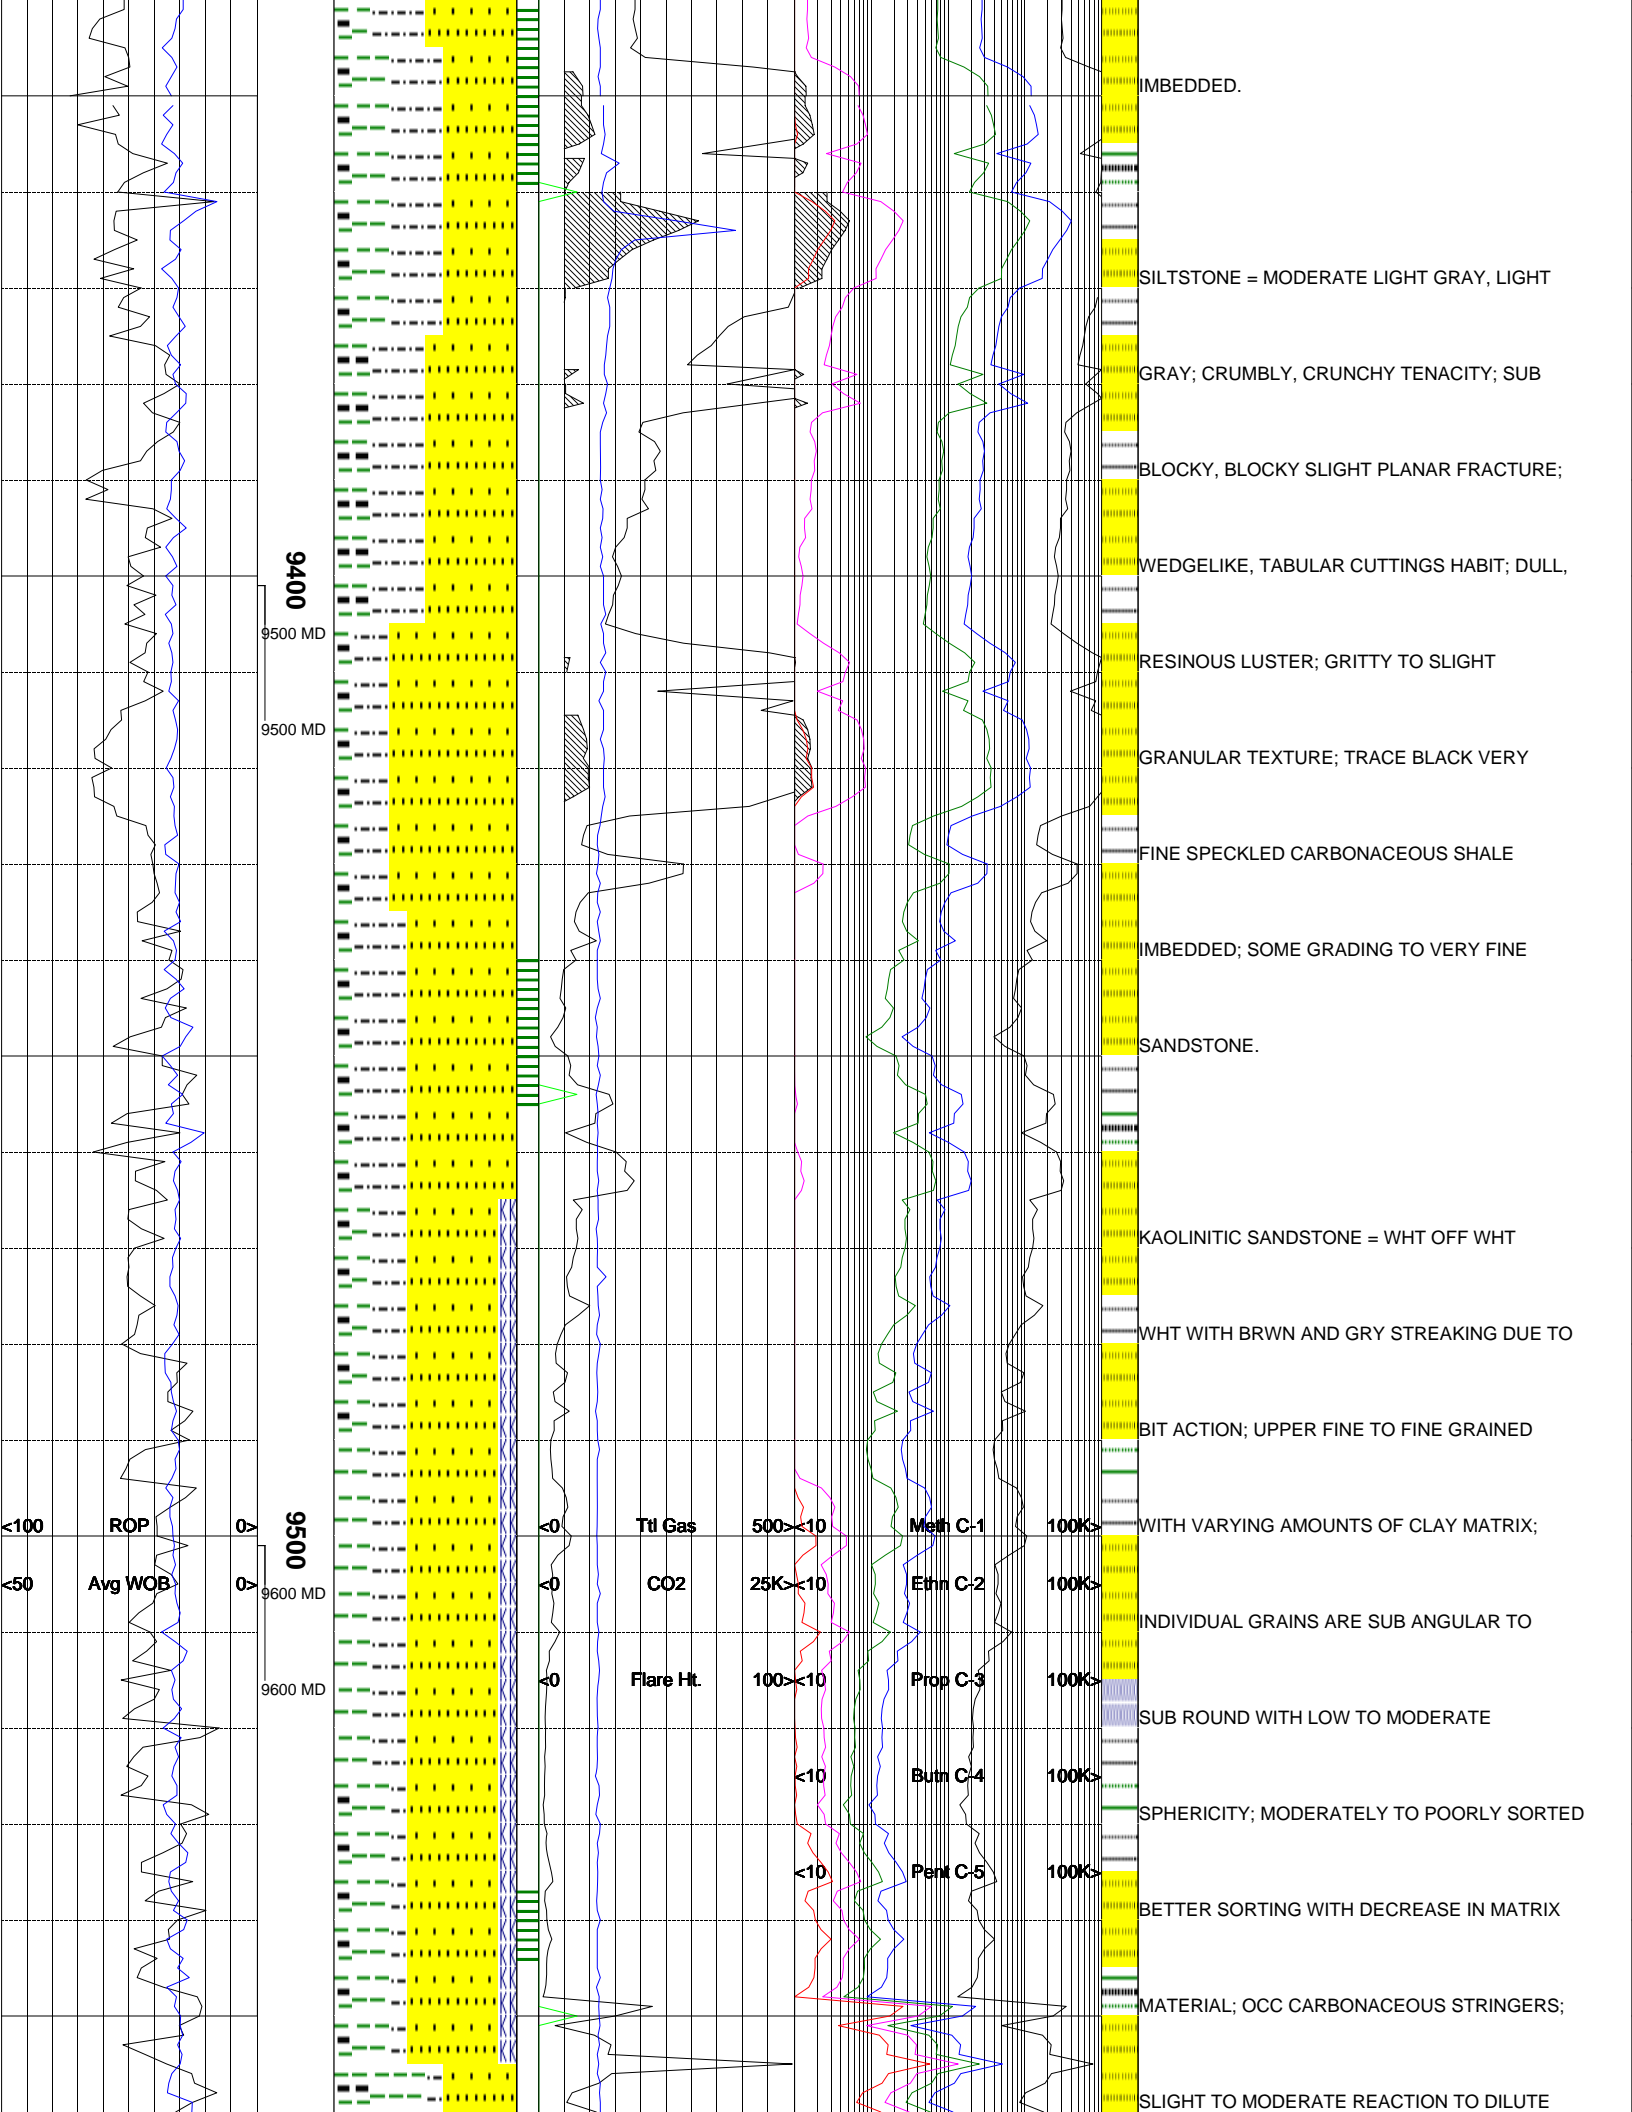 IMBEDDED.
SILTSTONE = MODERATE LIGHT GRAY, LIGHT
GRAY; CRUMBLY, CRUNCHY TENACITY; SUB
BLOCKY, BLOCKY SLIGHT PLANAR FRACTURE;
9400
WEDGELIKE, TABULAR CUTTINGS HABIT; DULL,
9500 MD
RESINOUS LUSTER; GRITTY TO SLIGHT
9500 MD
GRANULAR TEXTURE; TRACE BLACK VERY
FINE SPECKLED CARBONACEOUS SHALE
IMBEDDED; SOME GRADING TO VERY FINE
SANDSTONE.
KAOLINITIC SANDSTONE = WHT OFF WHT
WHT WITH BRWN AND GRY STREAKING DUE TO
BIT ACTION; UPPER FINE TO FINE GRAINED
9500
<100 ROP 0> <0 Ttl Gas 500> <10 Meth C-1 100K>
WITH VARYING AMOUNTS OF CLAY MATRIX;
<50 Avg WOB 0> 9600 MD <0 CO2 25K> <10 Ethn C-2 100K>
INDIVIDUAL GRAINS ARE SUB ANGULAR TO
9600 MD <0 Flare Ht. 100> <10 Prop C-3 100K>
SUB ROUND WITH LOW TO MODERATE
<10 Butn C-4 100K>
SPHERICITY; MODERATELY TO POORLY SORTED
<10 Pent C-5 100K>
BETTER SORTING WITH DECREASE IN MATRIX
MATERIAL; OCC CARBONACEOUS STRINGERS;
SLIGHT TO MODERATE REACTION TO DILUTE